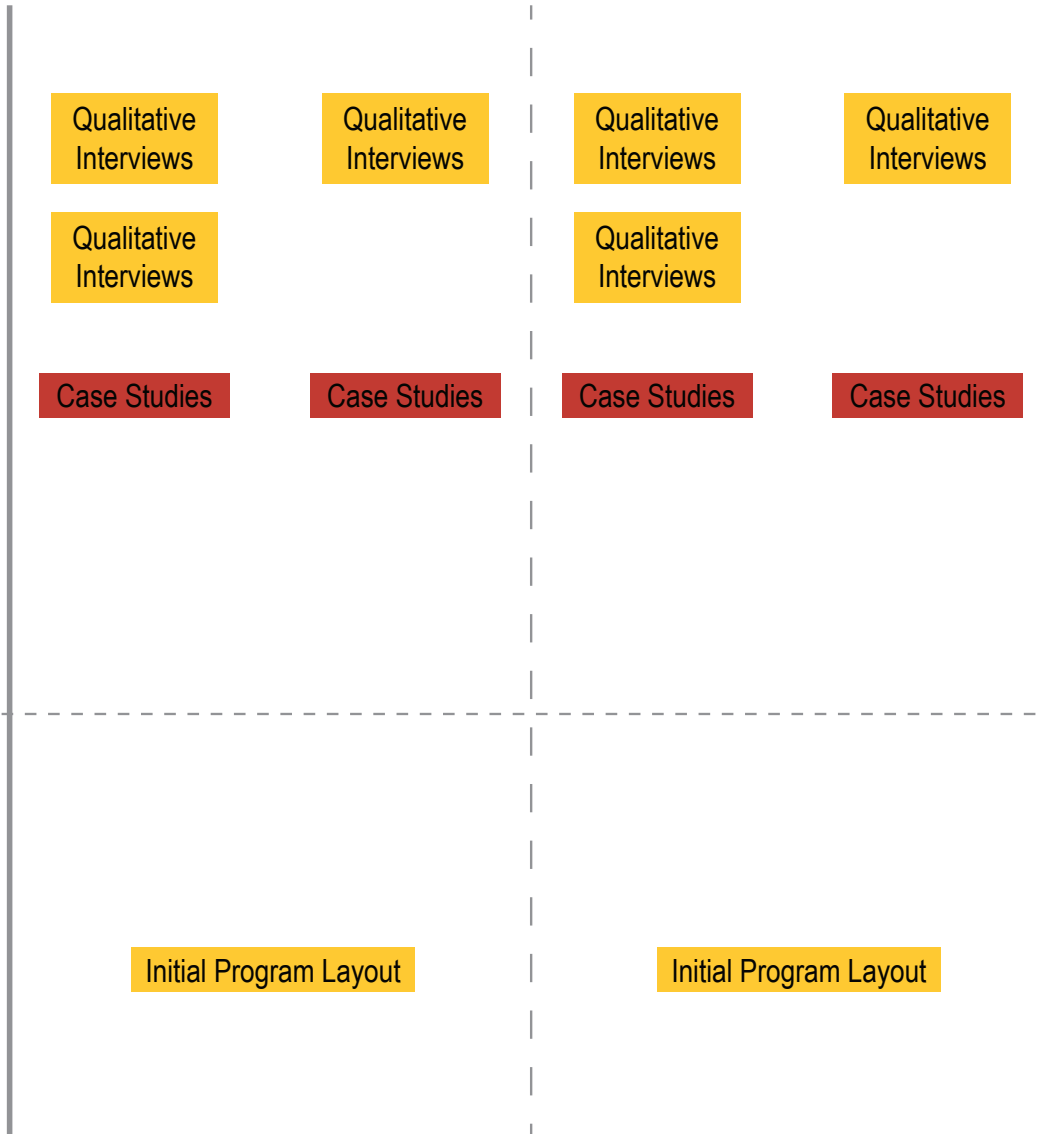 Qualitative
Interviews
Qualitative
Interviews
Qualitative
Interviews
Qualitative
Interviews
Qualitative
Interviews
Qualitative
Interviews
Case Studies
Case Studies
Case Studies
Case Studies
Initial Program Layout
Initial Program Layout